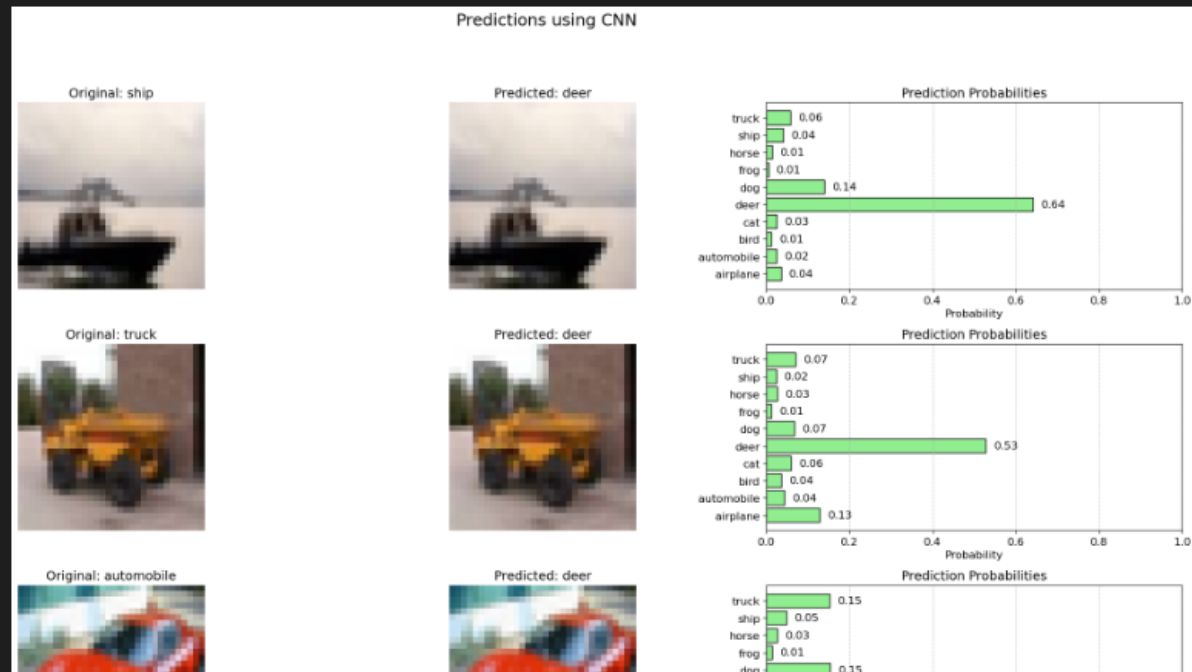 Predictions using CNN
Original: ship
Predicted: deer
Prediction Probabilities
truck 0.06
ship 0.04
horse 0.01
frog 0.01
dog 0.14
deer 0.64
cat 0.03
bird 0.01
automobile 0.02
airplane 0.04
0.0 0.2 0.4 0.6 0.8 1.0
Probability
Original: truck
Predicted: deer
Prediction Probabilities
truck 0.07
ship 0.02
horse 0.03
frog 0.01
dog 0.07
deer 0.53
cat 0.06
bird 0.04
automobile 0.04
airplane 0.13
0.0 0.2 0.4 0.6 0.8 1.0
Probability
Original: automobile
Predicted: deer
Prediction Probabilities
truck 0.15
ship 0.05
horse 0.03
frog 0.01
dog 0.15